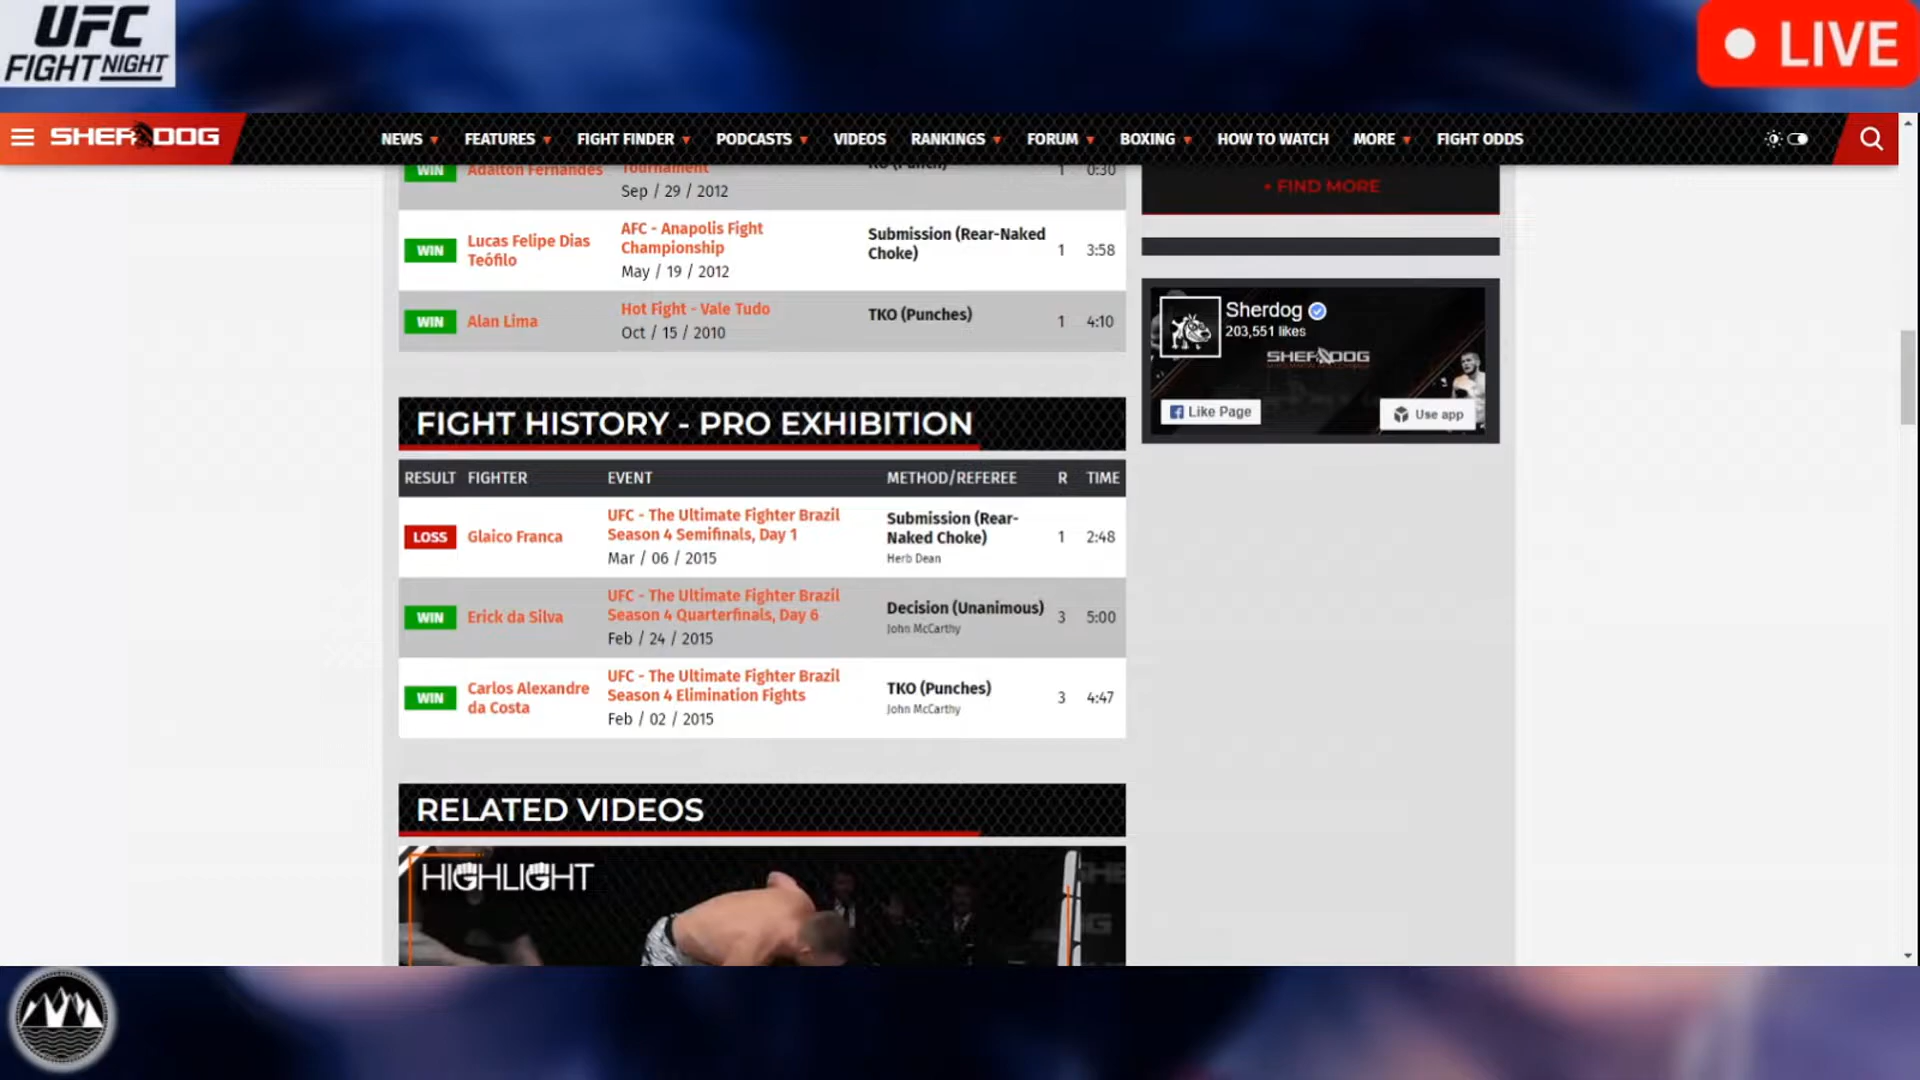 UFC
FIGHT NIGHT
LIVE
SHERDOG
NEWS
FEATURES
FIGHT FINDER
PODCASTS
VIDEOS
RANKINGS
FORUM
BOXING
HOW TO WATCH
MORE
FIGHT ODDS
WIN Adalton Fernandes Tournament KO (Punch) 1 0:30
Sep / 29 / 2012
+ FIND MORE
WIN
Lucas Felipe Dias
Teófilo
AFC - Anapolis Fight
Championship
May / 19 / 2012
Submission (Rear-Naked
Choke)
1 3:58
WIN
Alan Lima
Hot Fight - Vale Tudo
Oct / 15 / 2010
TKO (Punches)
1 4:10
Sherdog
203,551 likes
SHERDOG
Like Page
Use app
FIGHT HISTORY - PRO EXHIBITION
RESULT FIGHTER EVENT METHOD/REFEREE R TIME
LOSS
Glaico Franca
UFC - The Ultimate Fighter Brazil
Season 4 Semifinals, Day 1
Mar / 06 / 2015
Submission (Rear-
Naked Choke)
Herb Dean
1 2:48
WIN
Erick da Silva
UFC - The Ultimate Fighter Brazil
Season 4 Quarterfinals, Day 6
Feb / 24 / 2015
Decision (Unanimous)
John McCarthy
3 5:00
WIN
Carlos Alexandre
da Costa
UFC - The Ultimate Fighter Brazil
Season 4 Elimination Fights
Feb / 02 / 2015
TKO (Punches)
John McCarthy
3 4:47
RELATED VIDEOS
HIGHLIGHT